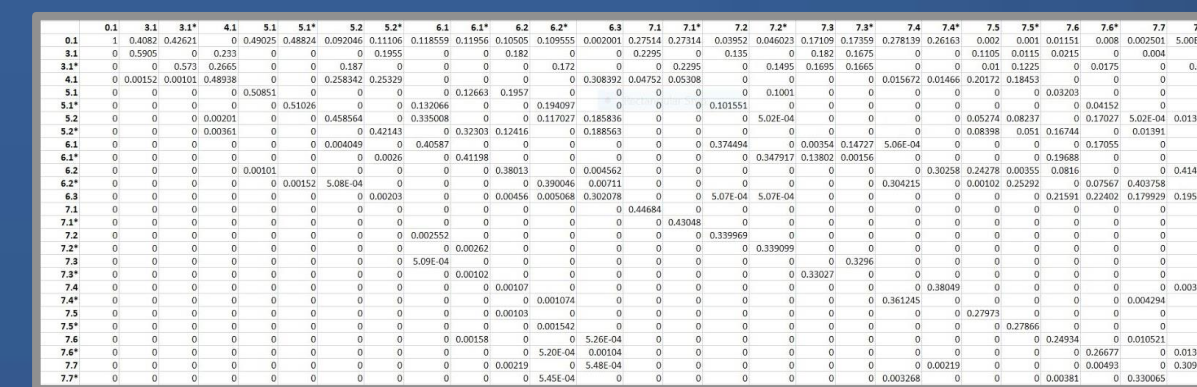 0.1 3.1 3.1* 4.1 5.1 5.1* 5.2 5.2* 6.1 6.1* 6.2 6.2* 6.3 7.1 7.1* 7.2 7.2* 7.3 7.3* 7.4 7.4* 7.5 7.5* 7.6 7.6* 7.7
0.1 1 0.4082 0.42621 0 0.49025 0.48824 0.092046 0.11106 0.118559 0.11956 0.10505 0.109555 0.002001 0.27514 0.27314 0.03952 0.046023 0.17109 0.17359 0.278139 0.26163 0.002 0.001 0.01151 0.008 0.002501 5.00E
3.1 0 0.5905 0 0.233 0 0 0 0.1955 0 0 0.182 0 0 0.2295 0 0.135 0 0.182 0.1675 0 0 0.1105 0.0115 0.0215 0 0.004
3.1* 0 0 0.573 0.2665 0 0 0.187 0 0 0 0 0.172 0 0 0.2295 0 0.1495 0.1695 0.1665 0 0 0.01 0.1225 0 0.0175 0 0.
4.1 0 0.00152 0.00101 0.48938 0 0 0.258342 0.25329 0 0 0 0 0.308392 0.04752 0.05308 0 0 0 0 0.015672 0.01466 0.20172 0.18453 0 0 0
5.1 0 0 0 0 0.50851 0 0 0 0 0.12663 0.1957 0 0 0 0 0 0.1001 0 0 0 0 0 0 0.03203 0 0
5.1* 0 0 0 0 0 0.51026 0 0 0.132066 0 0 0.194097 0 0 0 0.101551 0 0 0 0 0 0 0 0 0.04152 0
5.2 0 0 0 0.00201 0 0 0.458564 0 0.335008 0 0 0.117027 0.185836 0 0 0 5.02E-04 0 0 0 0 0.05274 0.08237 0 0.17027 5.02E-04 0.013
5.2* 0 0 0 0.00361 0 0 0 0.42143 0 0.32303 0.12416 0 0.188563 0 0 0 0 0 0 0 0 0.08398 0.051 0.16744 0 0.01391
6.1 0 0 0 0 0 0 0.004049 0 0.40587 0 0 0 0 0 0 0.374494 0 0.00354 0.14727 5.06E-04 0 0 0 0 0.17055 0
6.1* 0 0 0 0 0 0 0 0.0026 0 0.41198 0 0 0 0 0 0 0.347917 0.13802 0.00156 0 0 0 0 0.19688 0 0
6.2 0 0 0 0 0.00101 0 0 0 0 0 0.38013 0 0.004562 0 0 0 0 0 0 0 0.30258 0.24278 0.00355 0.0816 0 0 0.414
6.2* 0 0 0 0 0 0.00152 5.08E-04 0 0 0 0 0.390046 0.00711 0 0 0 0 0 0 0.304215 0 0.00102 0.25292 0 0.07567 0.403758
6.3 0 0 0 0 0 0 0 0.00203 0 0 0.00456 0.005068 0.302078 0 0 5.07E-04 5.07E-04 0 0 0 0 0 0 0.21591 0.22402 0.179929 0.195
7.1 0 0 0 0 0 0 0 0 0 0 0 0 0 0.44684 0 0 0 0 0 0 0 0 0 0 0 0
7.1* 0 0 0 0 0 0 0 0 0 0 0 0 0 0 0.43048 0 0 0 0 0 0 0 0 0 0 0
7.2 0 0 0 0 0 0 0 0 0.002552 0 0 0 0 0 0 0.339969 0 0 0 0 0 0 0 0 0 0
7.2* 0 0 0 0 0 0 0 0 0 0.00262 0 0 0 0 0 0 0.339099 0 0 0 0 0 0 0 0 0
7.3 0 0 0 0 0 0 0 0 5.09E-04 0 0 0 0 0 0 0 0 0 0.3296 0 0 0 0 0 0 0
7.3* 0 0 0 0 0 0 0 0 0 0.00102 0 0 0 0 0 0 0 0.33027 0 0 0 0 0 0 0 0
7.4 0 0 0 0 0 0 0 0 0 0 0.00107 0 0 0 0 0 0 0 0 0 0.38049 0 0 0 0 0 0.003
7.4* 0 0 0 0 0 0 0 0 0 0 0 0.001074 0 0 0 0 0 0 0 0.361245 0 0 0 0 0 0.004294
7.5 0 0 0 0 0 0 0 0 0 0 0.00103 0 0 0 0 0 0 0 0 0 0 0.27973 0 0 0 0
7.5* 0 0 0 0 0 0 0 0 0 0 0 0.001542 0 0 0 0 0 0 0 0 0 0 0.27866 0 0 0
7.6 0 0 0 0 0 0 0 0 0 0.00158 0 0 5.26E-04 0 0 0 0 0 0 0 0 0 0 0.24934 0 0.010521
7.6* 0 0 0 0 0 0 0 0 0 0 0 5.20E-04 0.00104 0 0 0 0 0 0 0 0 0 0 0 0.26677 0 0.013
7.7 0 0 0 0 0 0 0 0 0 0 0.00219 0 5.48E-04 0 0 0 0 0 0 0 0.00219 0 0 0 0.00493 0 0.309
7.7* 0 0 0 0 0 0 0 0 0 0 0 5.45E-04 0 0 0 0 0 0 0 0.003268 0 0 0 0.00381 0 0.330065